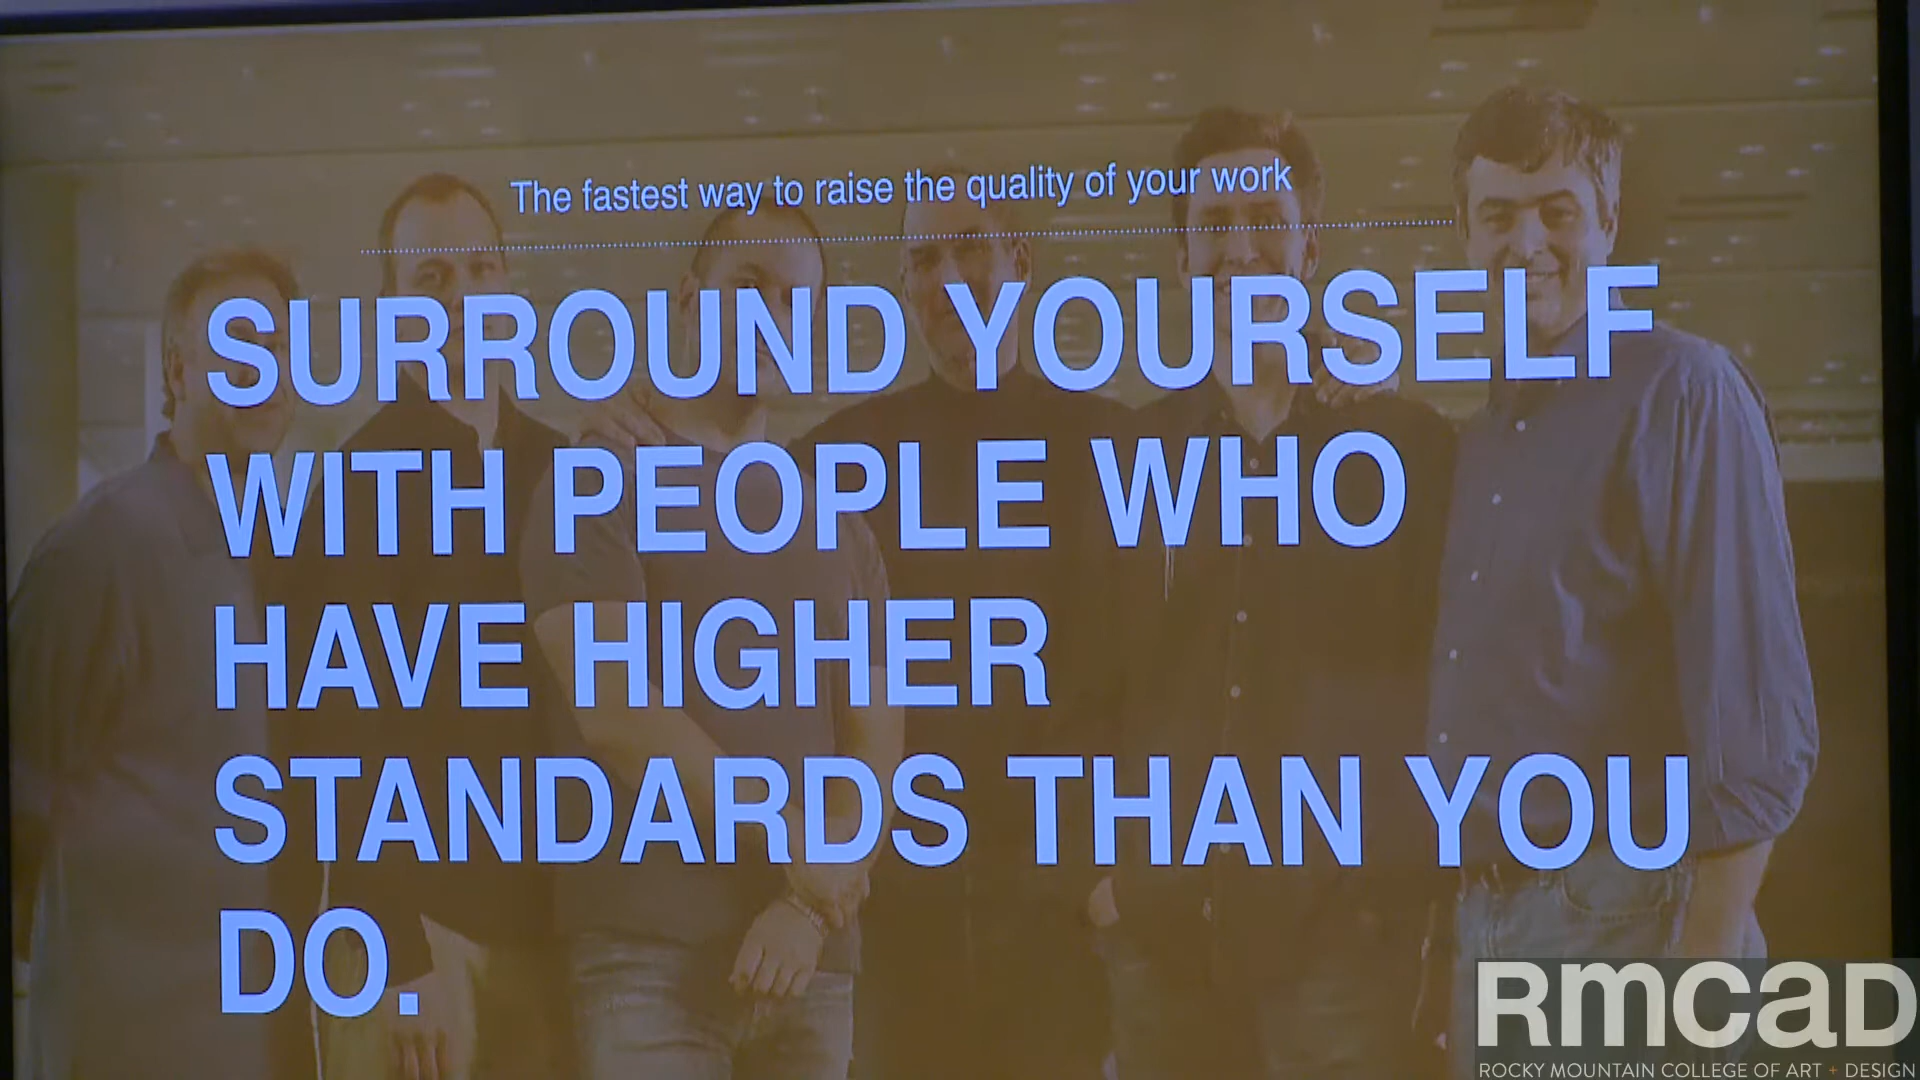 The fastest way to raise the quality of your work
SURROUND YOURSELF
WITH PEOPLE WHO
HAVE HIGHER
STANDARDS THAN YOU
DO.
RmcaD
ROCKY MOUNTAIN COLLEGE OF ART + DESIGN